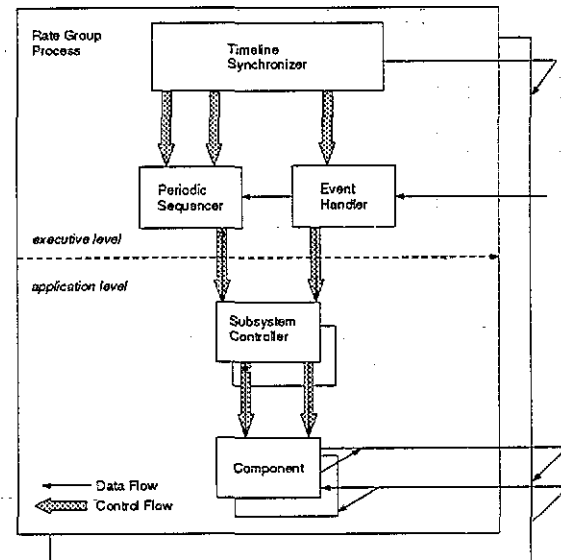 Rate Group
Process
Timeline
Synchronizer
Periodic
Sequencer
Event
Handler
executive level
application level
Subsystem
Controller
Component
Data Flow
Control Flow